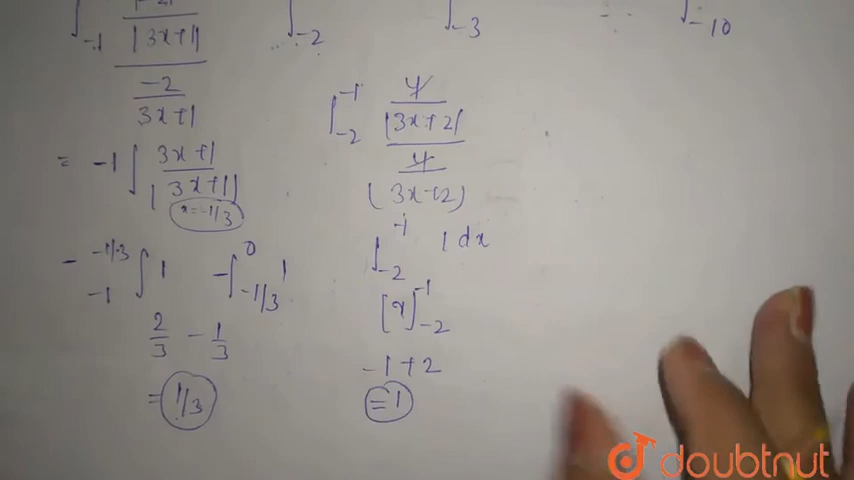 ∫_{-1} |-2|/|3x+1| ∫_{-2} ∫_{-3} ... ∫_{-10}
-2/(3x+1)
∫_{-2}^{-1} 4/|3x+2|
4/(3x+2)
= -1∫ (3x+1)/|3x+1|
x=-1/3
- _{-1}^{-1/3}∫ 1 -∫_{-1/3}^{0} 1
∫_{-2}^{-1} 1 dx
[x]_{-2}^{-1}
2/3 - 1/3
-1+2
= 1/3
= 1
doubtnut